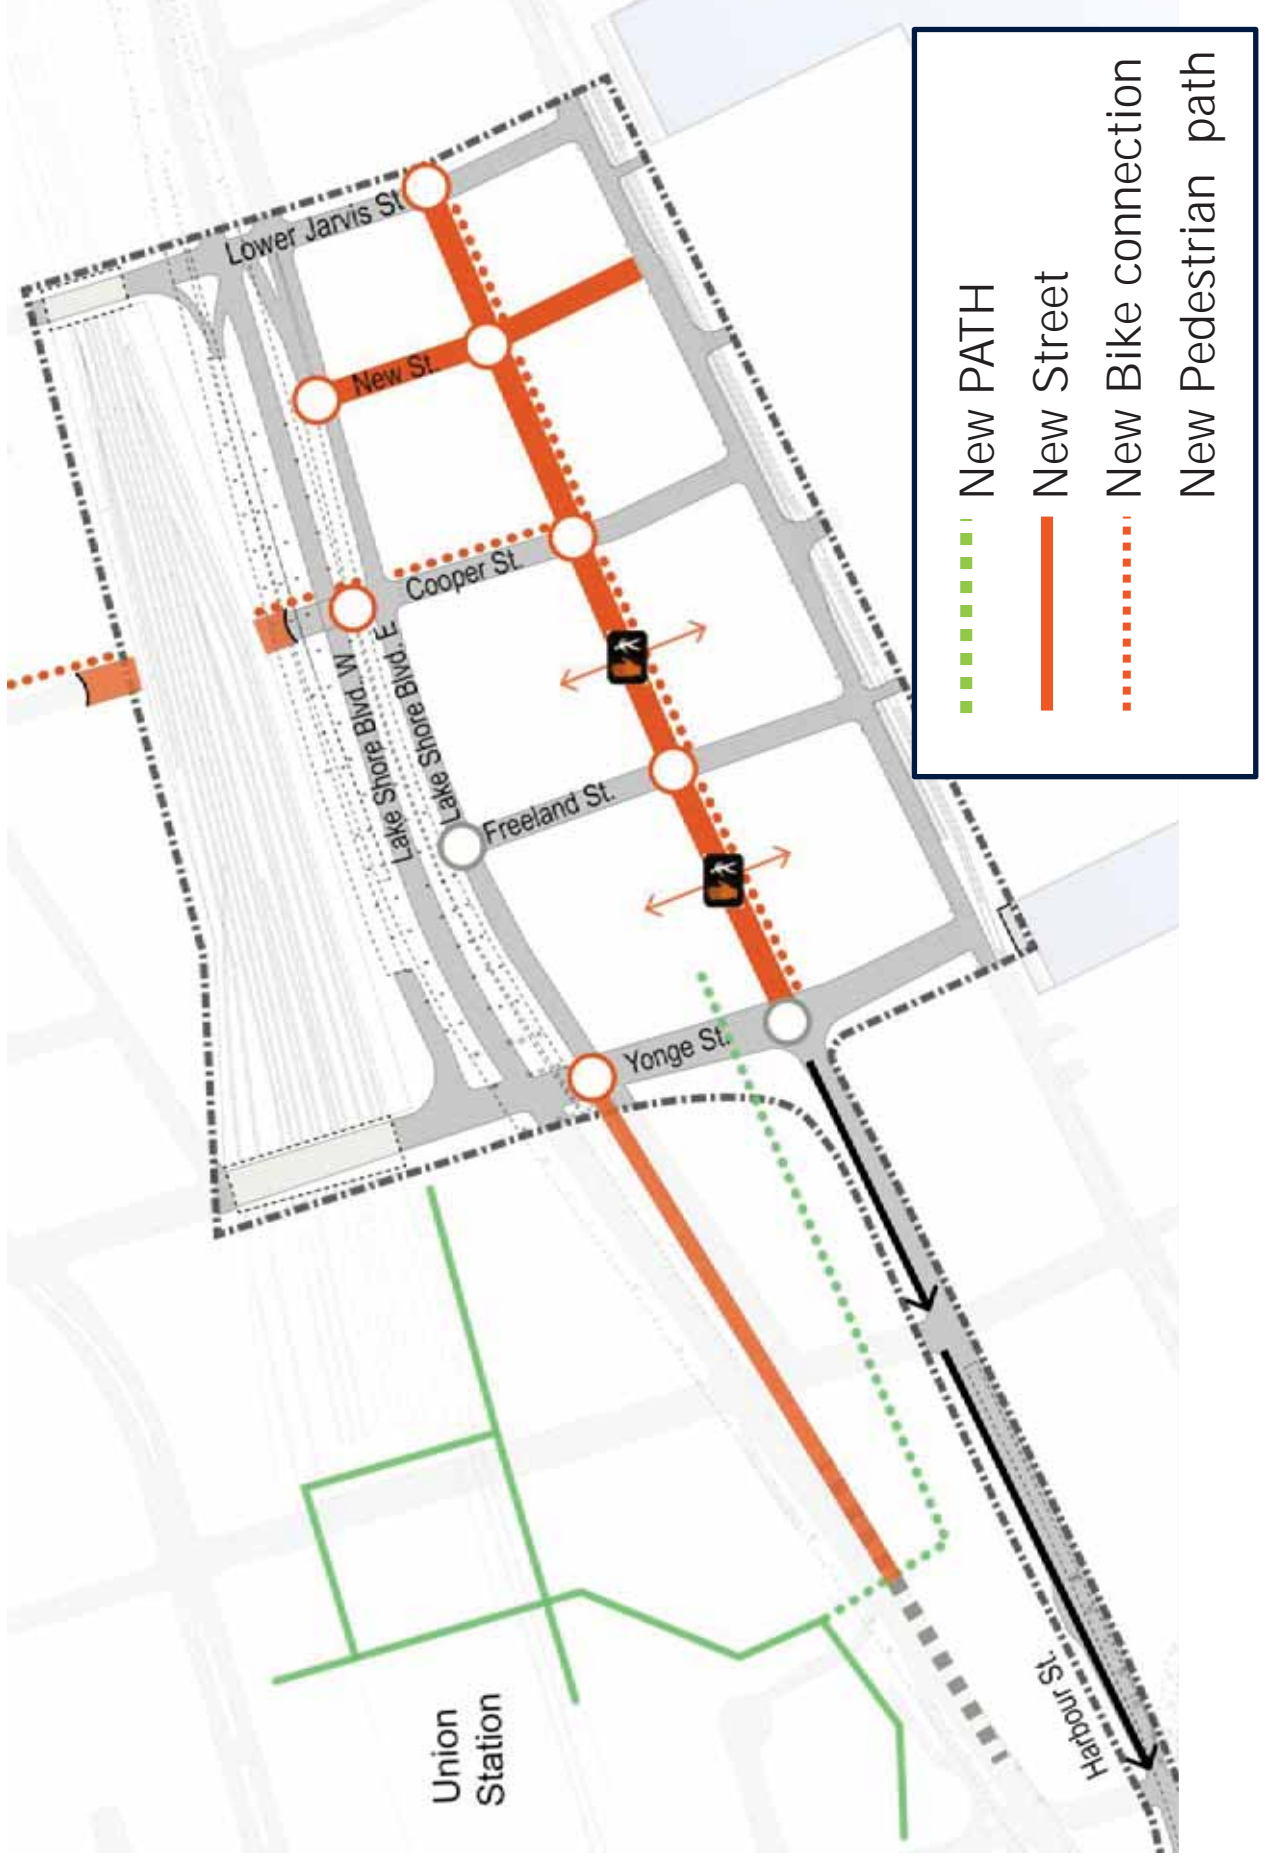 Union
Station
Harbour St.
Yonge St.
Freeland St.
Lake Shore Blvd. W
Lake Shore Blvd. E
Cooper St.
New St.
Lower Jarvis St
New PATH
New Street
New Bike connection
New Pedestrian path